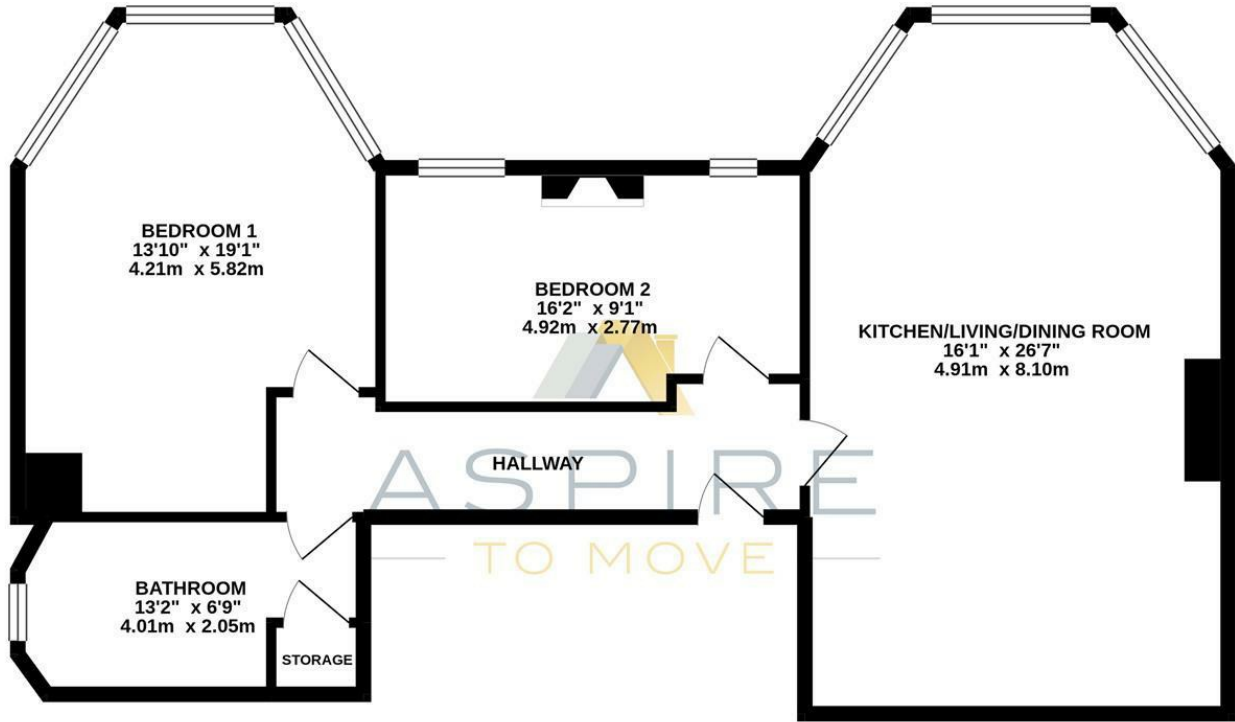 BEDROOM 1
13'10" x 19'1"
4.21m x 5.82m
BEDROOM 2
16'2" x 9'1"
4.92m x 2.77m
KITCHEN/LIVING/DINING ROOM
16'1" x 26'7"
4.91m x 8.10m
HALLWAY
ASPIRE
TO MOVE
BATHROOM
13'2" x 6'9"
4.01m x 2.05m
STORAGE